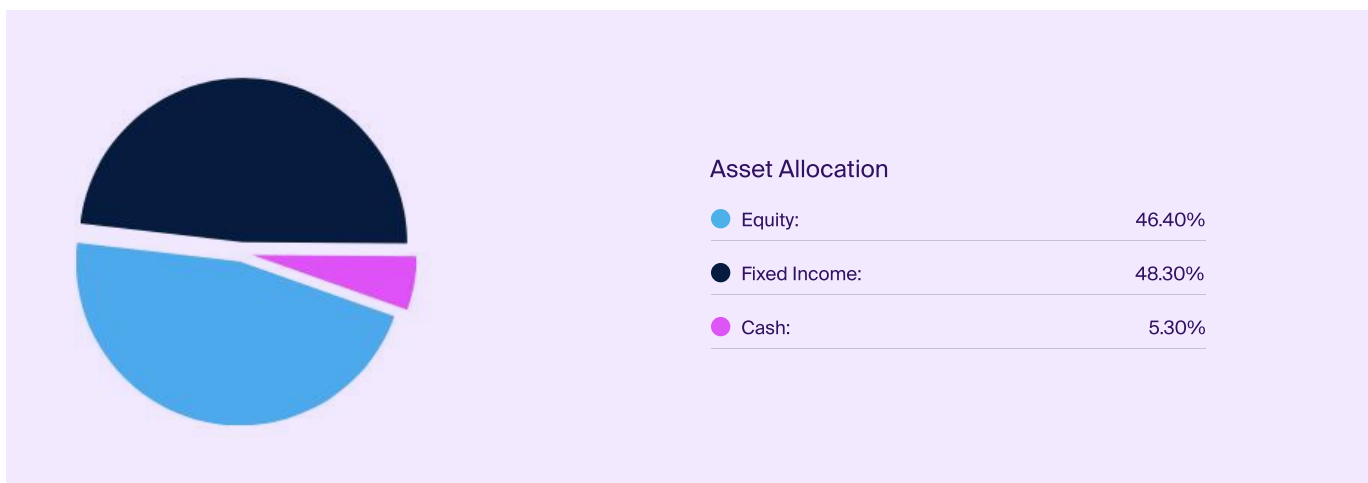 Asset Allocation
Equity: 46.40%
Fixed Income: 48.30%
Cash: 5.30%